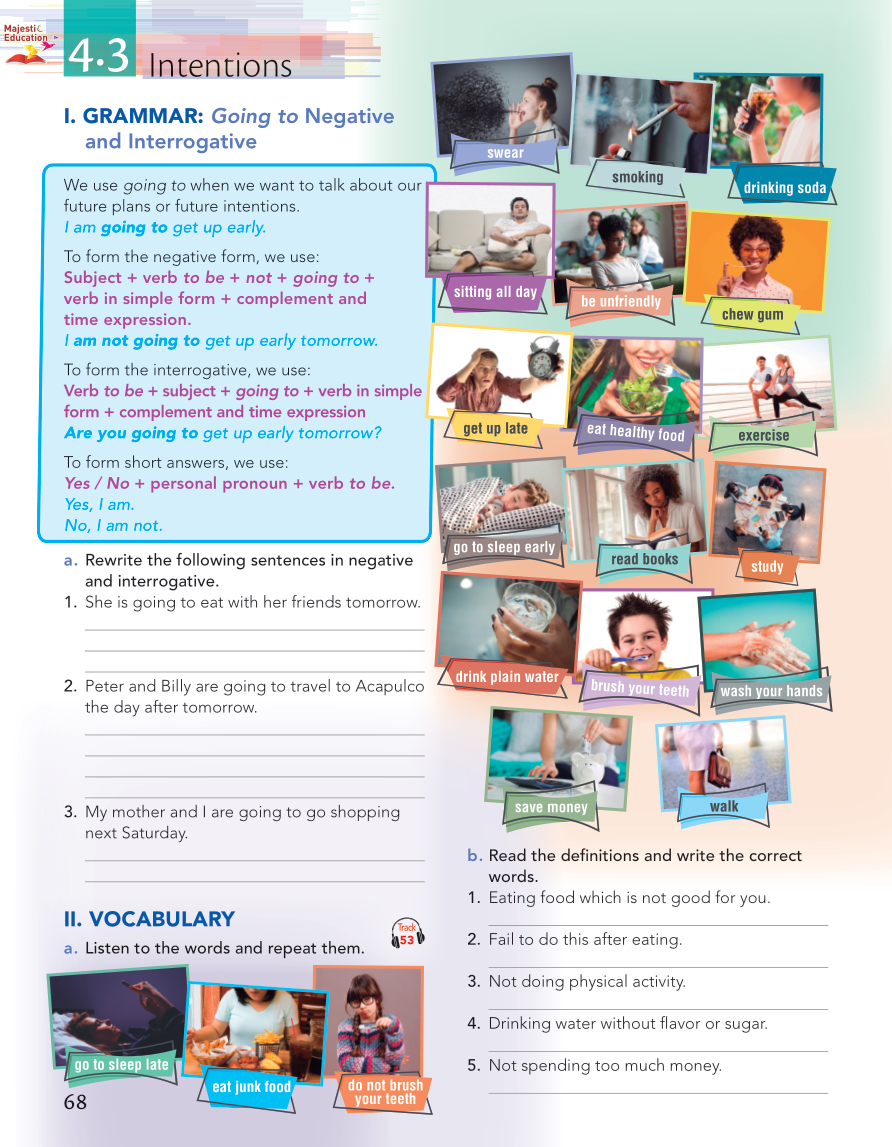 Majestic
Education
4.3
Intentions
I. GRAMMAR: Going to Negative
and Interrogative
We use going to when we want to talk about our
future plans or future intentions.
I am going to get up early.
To form the negative form, we use:
Subject + verb to be + not + going to +
verb in simple form + complement and
time expression.
I am not going to get up early tomorrow.
To form the interrogative, we use:
Verb to be + subject + going to + verb in simple
form + complement and time expression
Are you going to get up early tomorrow?
To form short answers, we use:
Yes / No + personal pronoun + verb to be.
Yes, I am.
No, I am not.
a. Rewrite the following sentences in negative
and interrogative.
1. She is going to eat with her friends tomorrow.
2. Peter and Billy are going to travel to Acapulco
the day after tomorrow.
3. My mother and I are going to go shopping
next Saturday.
II. VOCABULARY
a. Listen to the words and repeat them.
Track
53
go to sleep late
eat junk food
do not brush
your teeth
swear
smoking
drinking soda
sitting all day
be unfriendly
chew gum
get up late
eat healthy food
exercise
go to sleep early
read books
study
drink plain water
brush your teeth
wash your hands
save money
walk
b. Read the definitions and write the correct
words.
1. Eating food which is not good for you.
2. Fail to do this after eating.
3. Not doing physical activity.
4. Drinking water without flavor or sugar.
5. Not spending too much money.
68